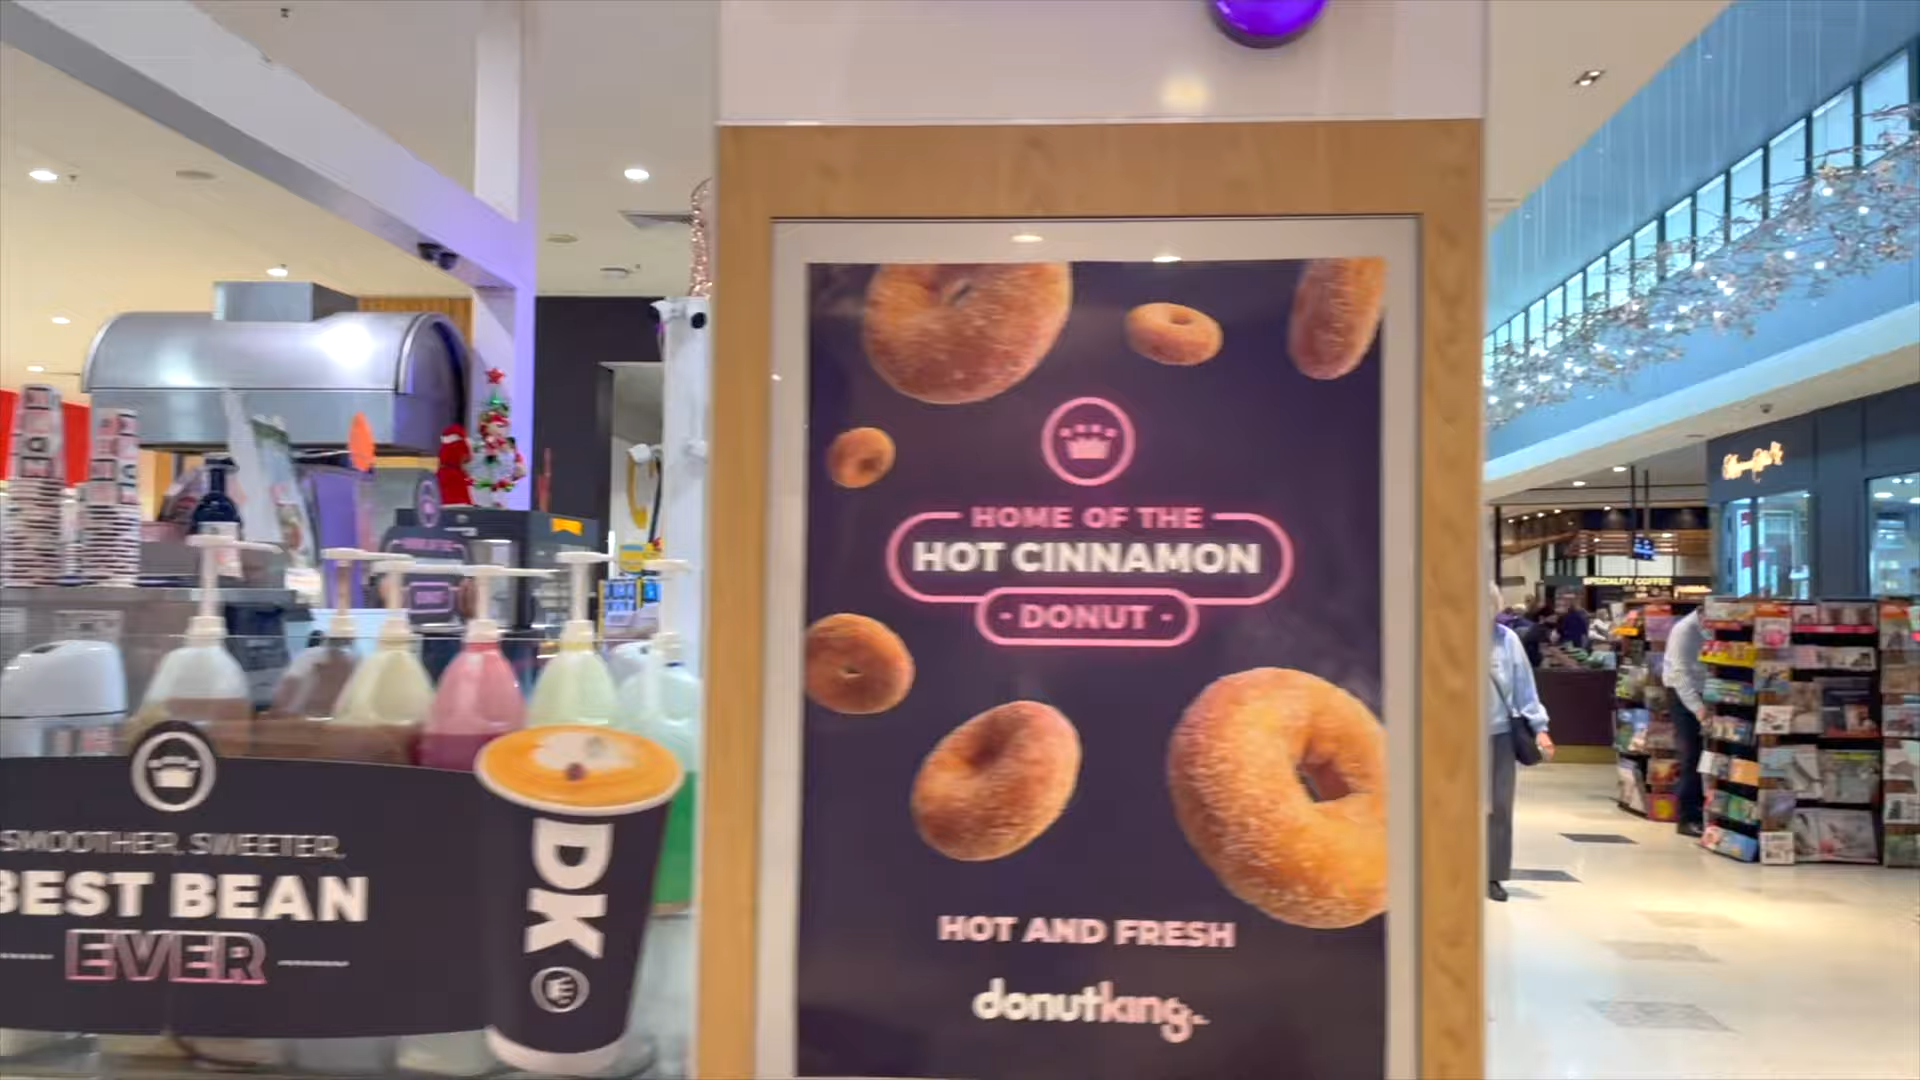 SMOOTHER. SWEETER.
BEST BEAN
EVER
DK
HOME OF THE
HOT CINNAMON
- DONUT -
HOT AND FRESH
donutking
SPECIALITY COFFEE